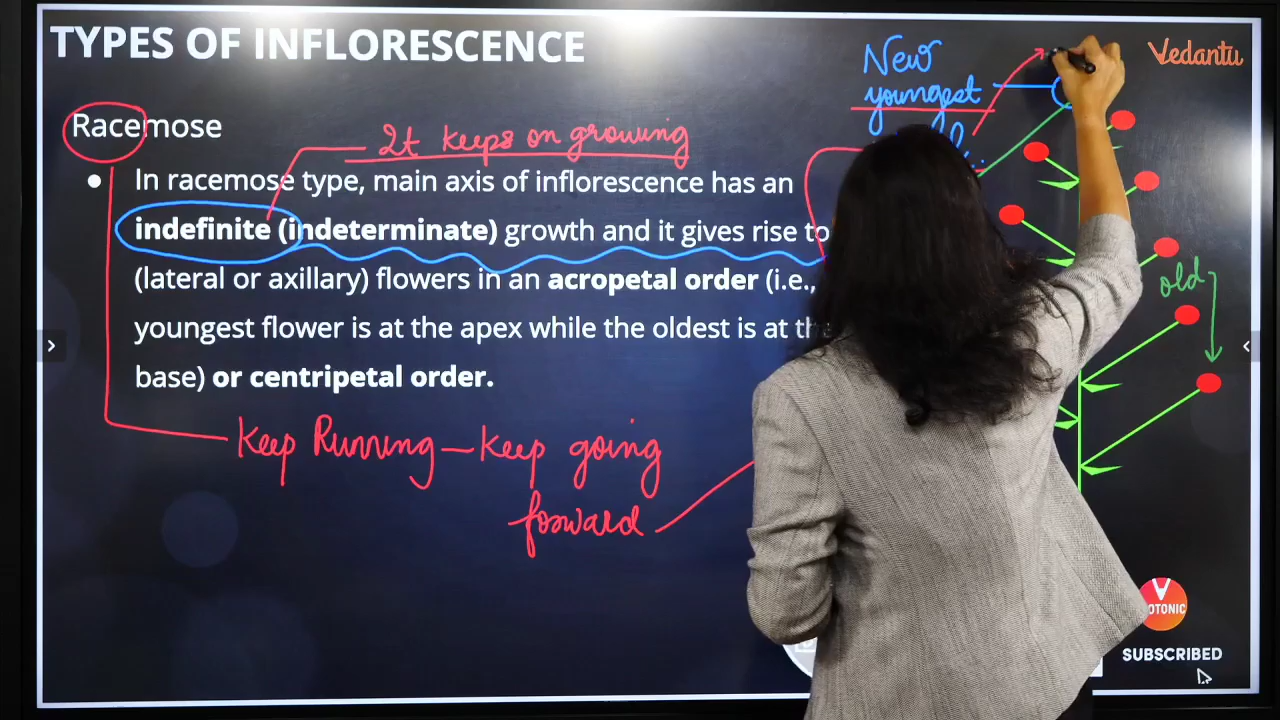 TYPES OF INFLORESCENCE
New
youngest
Vedantu
Racemose
It keeps on growing
● In racemose type, main axis of inflorescence has an
indefinite (indeterminate) growth and it gives rise to
(lateral or axillary) flowers in an acropetal order (i.e.,
youngest flower is at the apex while the oldest is at
base) or centripetal order.
old
Keep Running — Keep going
forward
OTONIC
SUBSCRIBED